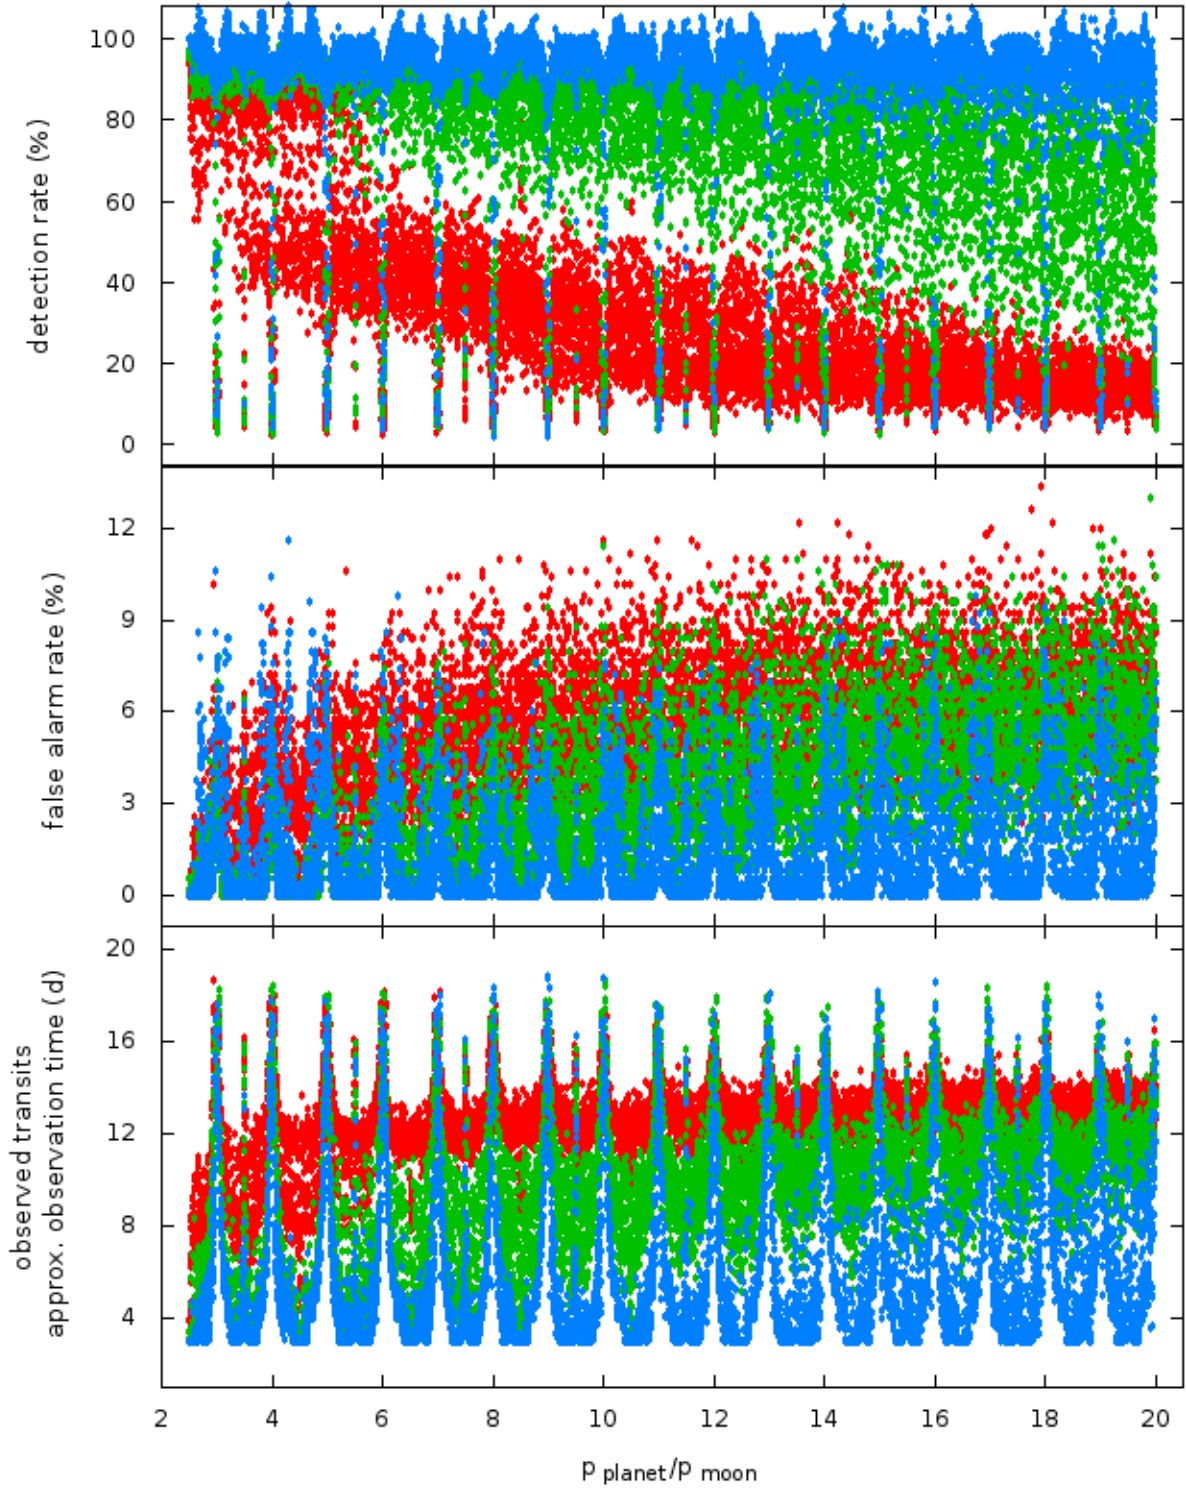 detection rate (%)
100
80
60
40
20
0
false alarm rate (%)
12
9
6
3
0
observed transits
approx. observation time (d)
20
16
12
8
4
2 4 6 8 10 12 14 16 18 20
p planet/p moon